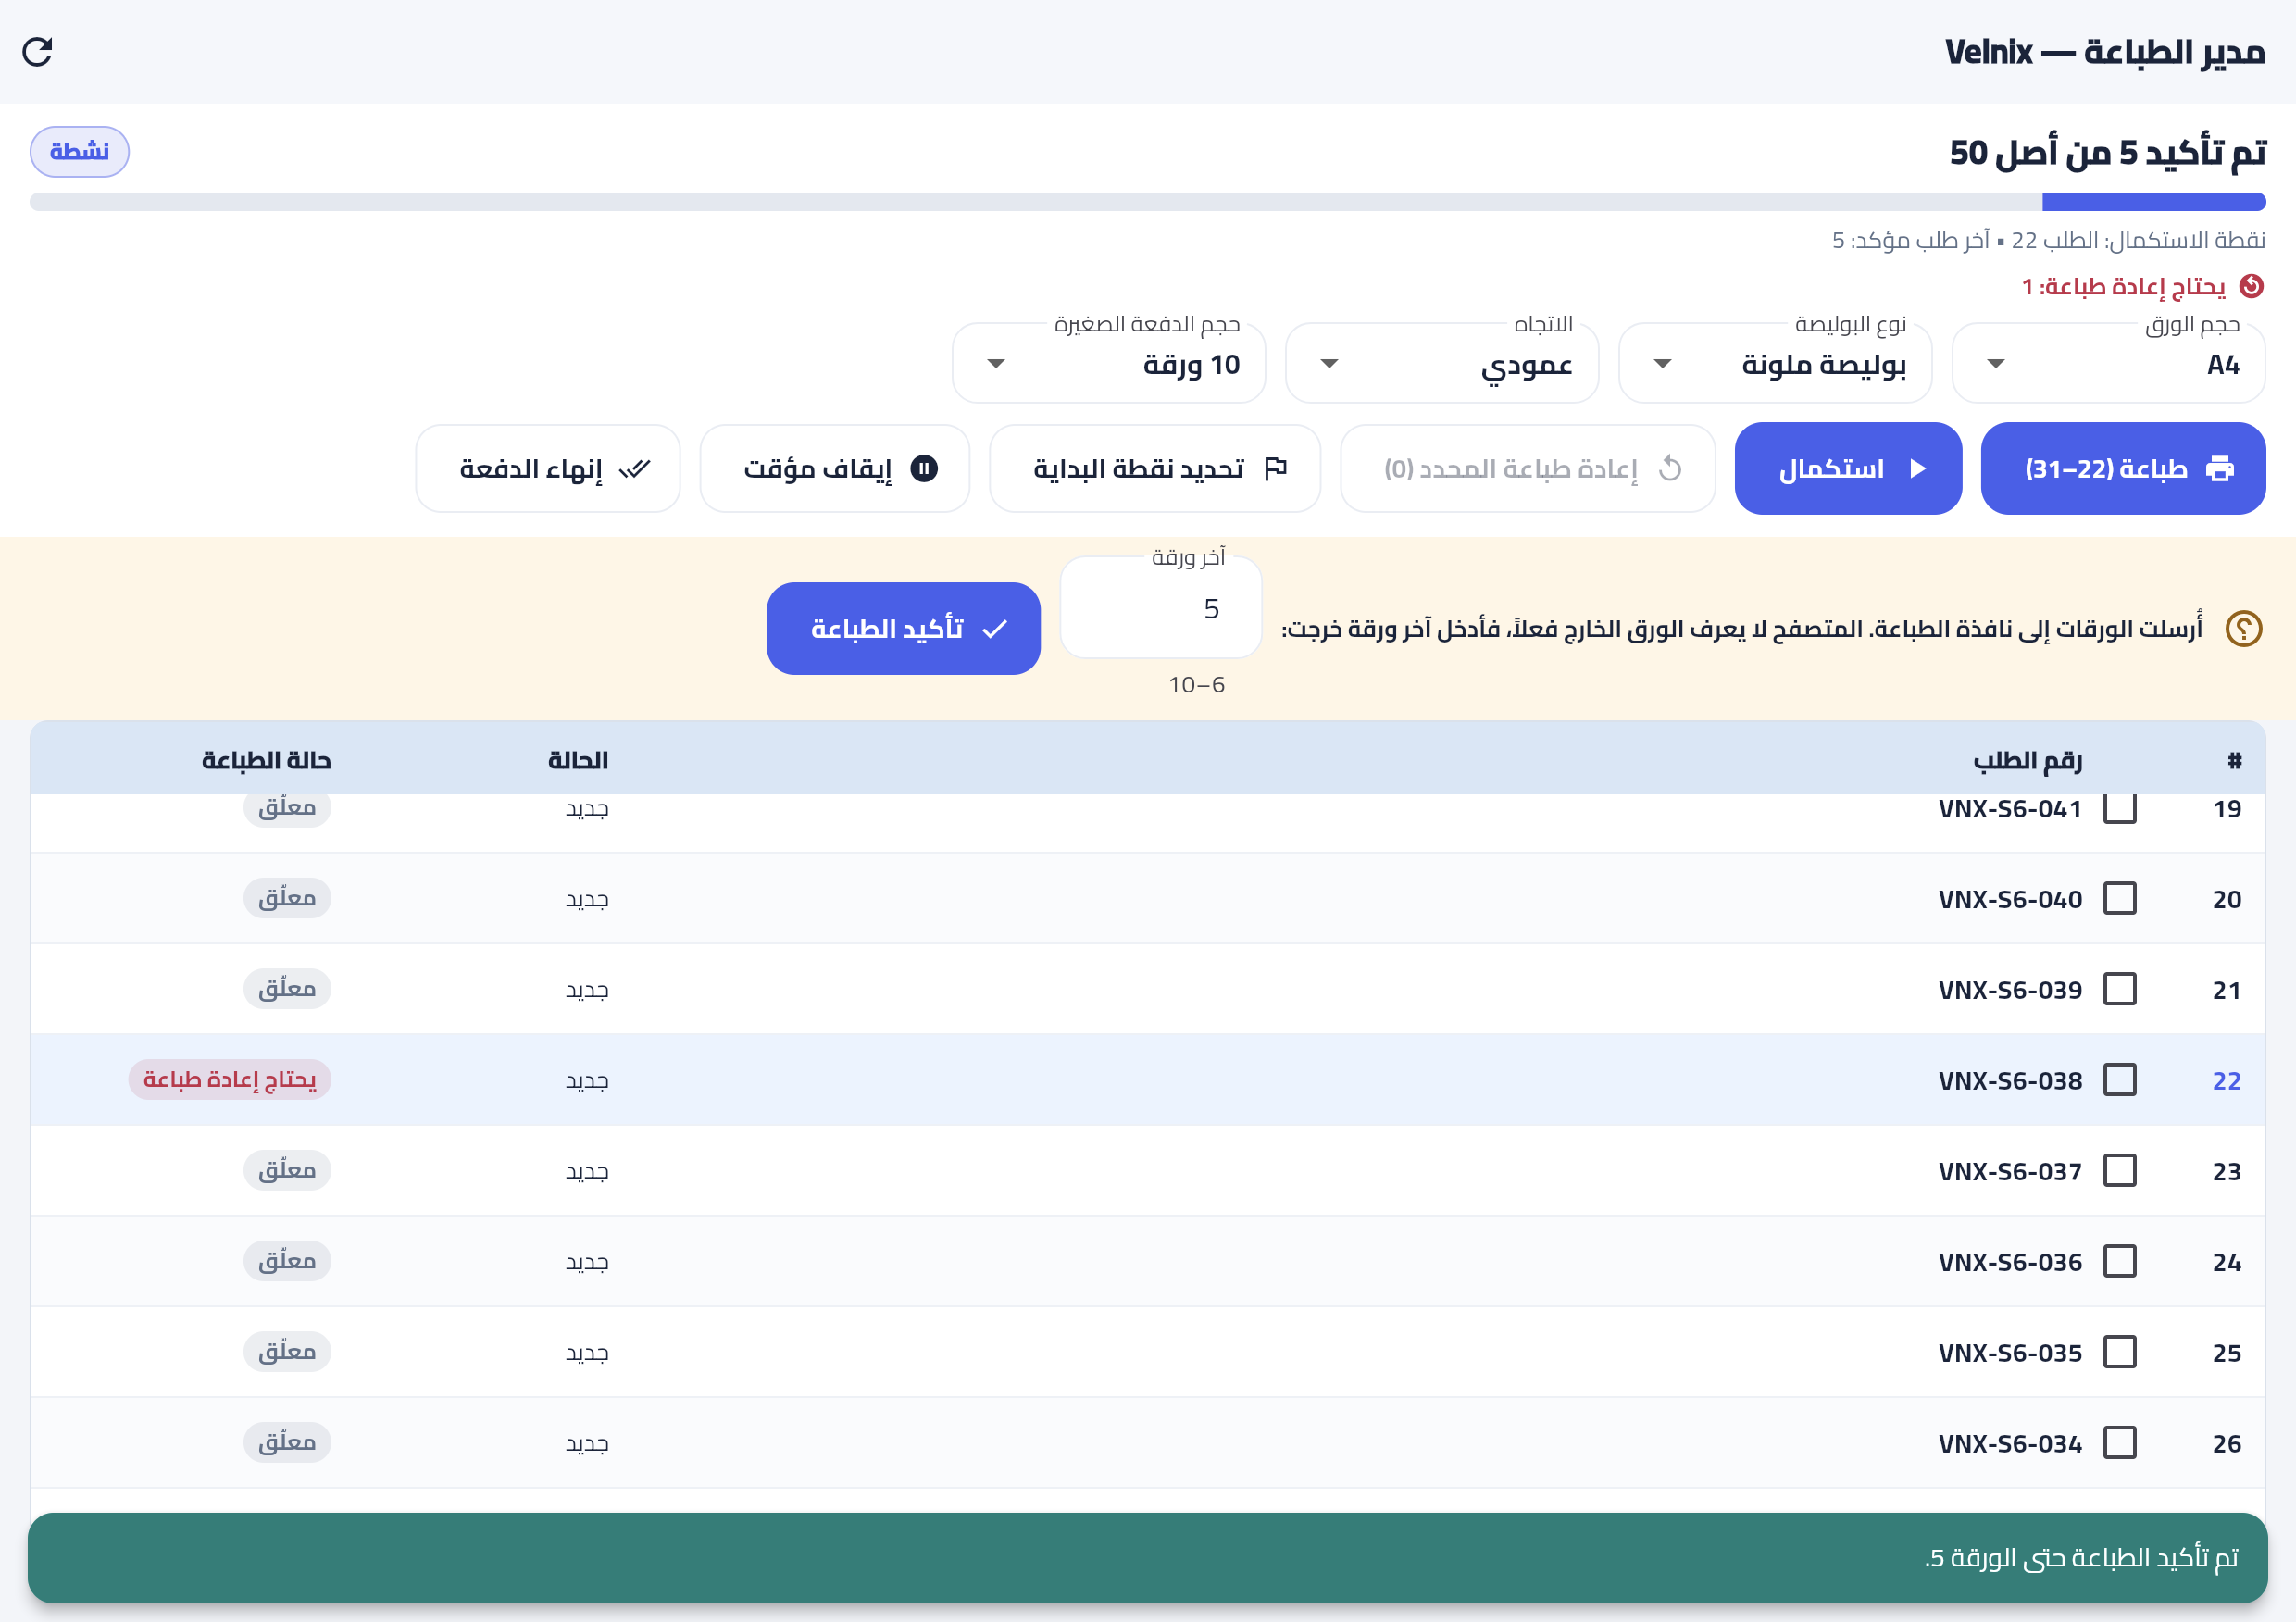 مدير الطباعة — Velnix
تم تأكيد 5 من أصل 50
نشطة
نقطة الاستكمال: الطلب 22 • آخر طلب مؤكد: 5
يحتاج إعادة طباعة: 1
حجم الورق
A4
نوع البوليصة
بوليصة ملونة
الاتجاه
عمودي
حجم الدفعة الصغيرة
10 ورقة
طباعة (22–31)
استكمال
إعادة طباعة المحدد (0)
تحديد نقطة البداية
إيقاف مؤقت
إنهاء الدفعة
أُرسلت الورقات إلى نافذة الطباعة. المتصفح لا يعرف الورق الخارج فعلاً، فأدخل آخر ورقة خرجت:
آخر ورقة
5
6–10
تأكيد الطباعة
# رقم الطلب الحالة حالة الطباعة
19 VNX-S6-041 جديد معلّق
20 VNX-S6-040 جديد معلّق
21 VNX-S6-039 جديد معلّق
22 VNX-S6-038 جديد يحتاج إعادة طباعة
23 VNX-S6-037 جديد معلّق
24 VNX-S6-036 جديد معلّق
25 VNX-S6-035 جديد معلّق
26 VNX-S6-034 جديد معلّق
تم تأكيد الطباعة حتى الورقة 5.